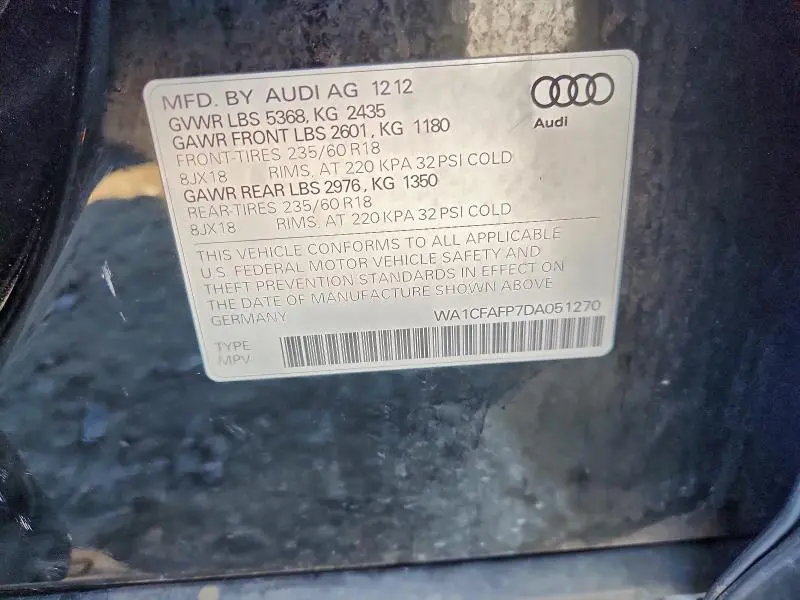 MFD. BY AUDI AG 12 12
GVWR LBS 5368, KG 2435
GAWR FRONT LBS 2601, KG 1180
FRONT-TIRES 235/60 R18
8JX18 RIMS, AT 220 KPA 32 PSI COLD
GAWR REAR LBS 2976, KG 1350
REAR-TIRES 235/60 R18
8JX18 RIMS, AT 220 KPA 32 PSI COLD
Audi
THIS VEHICLE CONFORMS TO ALL APPLICABLE
U.S. FEDERAL MOTOR VEHICLE SAFETY AND
THEFT PREVENTION STANDARDS IN EFFECT ON
THE DATE OF MANUFACTURE SHOWN ABOVE.
GERMANY WA1CFAFP7DA051270
TYPE
MPV